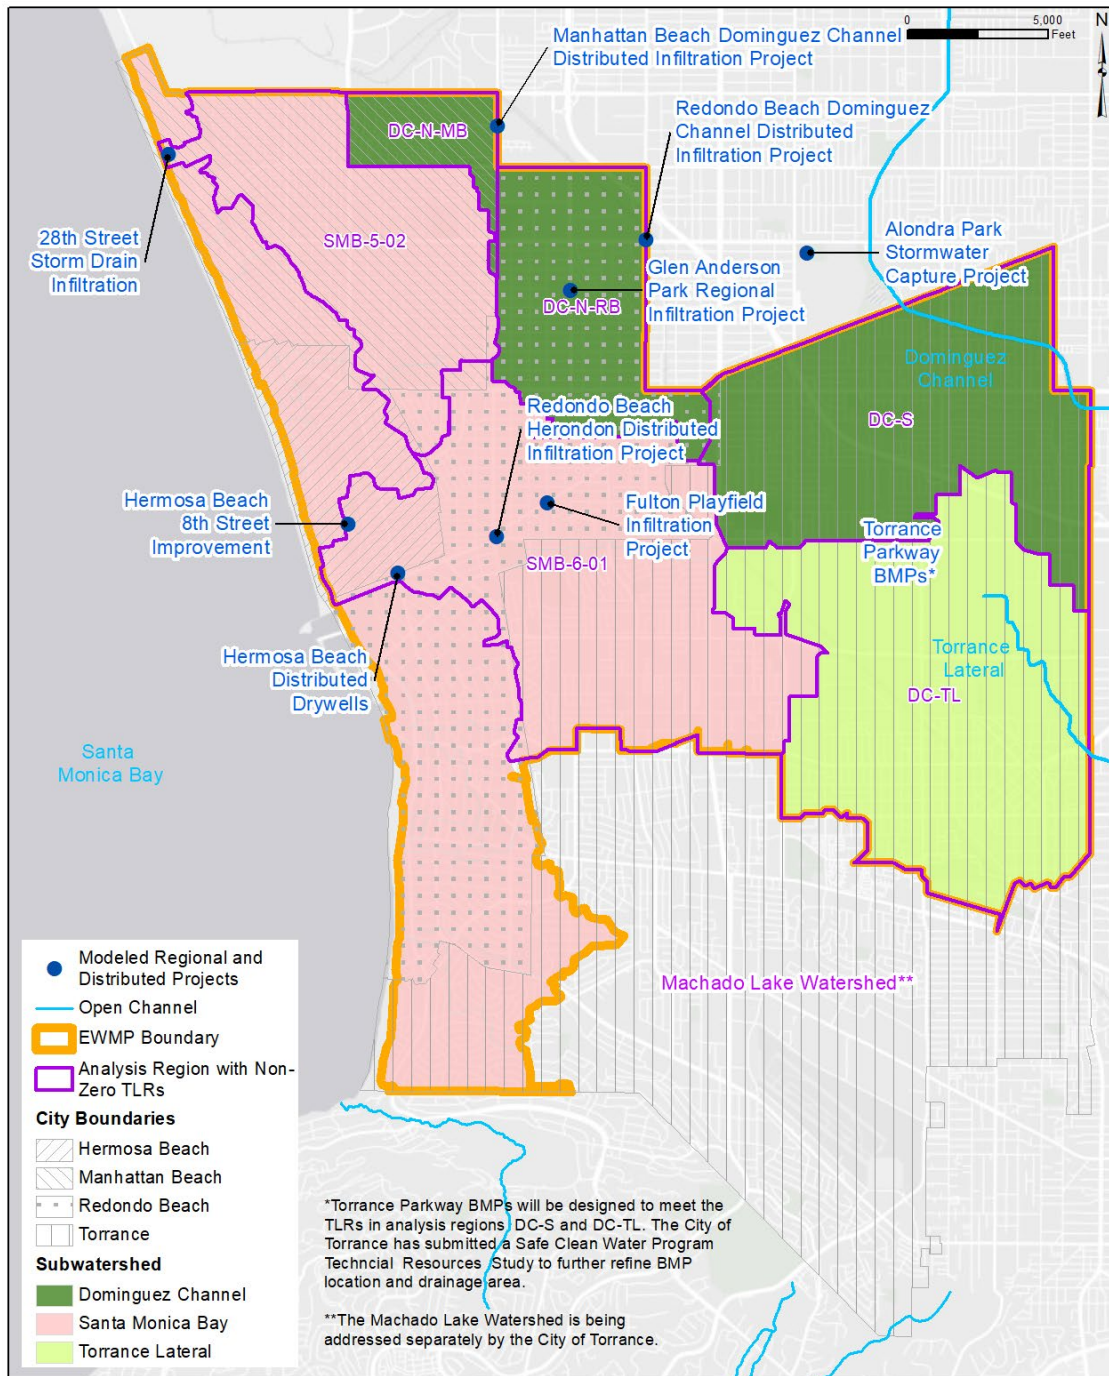 0 5,000
Feet
N
Manhattan Beach Dominguez Channel
Distributed Infiltration Project
Redondo Beach Dominguez
Channel Distributed
Infiltration Project
DC-N-MB
28th Street
Storm Drain
Infiltration
SMB-5-02
Glen Anderson
Park Regional
Infiltration Project
DC-N-RB
Alondra Park
Stormwater
Capture Project
Dominguez
Channel
DC-S
Redondo Beach
Herondon Distributed
Infiltration Project
Hermosa Beach
8th Street
Improvement
Fulton Playfield
Infiltration
Project
Torrance
Parkway
BMPs*
SMB-6-01
Hermosa Beach
Distributed
Drywells
Torrance
Lateral
DC-TL
Santa
Monica Bay
Machado Lake Watershed**
Modeled Regional and
Distributed Projects
Open Channel
EWMP Boundary
Analysis Region with Non-
Zero TLRs
City Boundaries
Hermosa Beach
Manhattan Beach
Redondo Beach
Torrance
Subwatershed
Dominguez Channel
Santa Monica Bay
Torrance Lateral
*Torrance Parkway BMPs will be designed to meet the
TLRs in analysis regions DC-S and DC-TL. The City of
Torrance has submitted a Safe Clean Water Program
Techncial Resources Study to further refine BMP
location and drainage area.
**The Machado Lake Watershed is being
addressed separately by the City of Torrance.